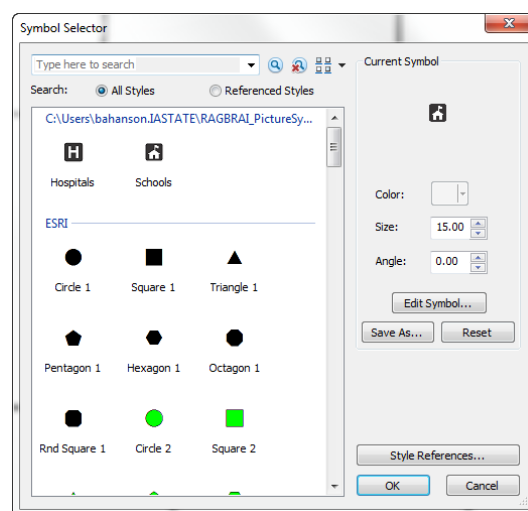 Symbol Selector
Type here to search
Search: All Styles Referenced Styles
C:\Users\bahanson.IASTATE\RAGBRAI_PictureSy...
H
Hospitals Schools
ESRI
Circle 1 Square 1 Triangle 1
Pentagon 1 Hexagon 1 Octagon 1
Rnd Square 1 Circle 2 Square 2
Current Symbol
Color:
Size: 15.00
Angle: 0.00
Edit Symbol...
Save As... Reset
Style References...
OK Cancel